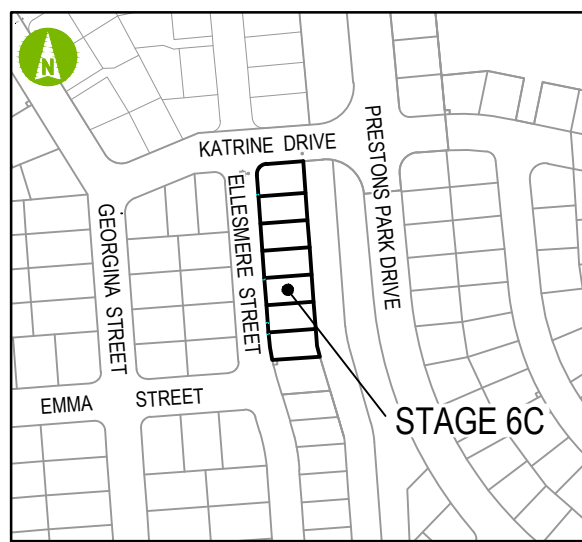 N
KATRINE DRIVE
PRESTONS PARK DRIVE
ELLESMERE STREET
GEORGINA STREET
EMMA STREET
STAGE 6C